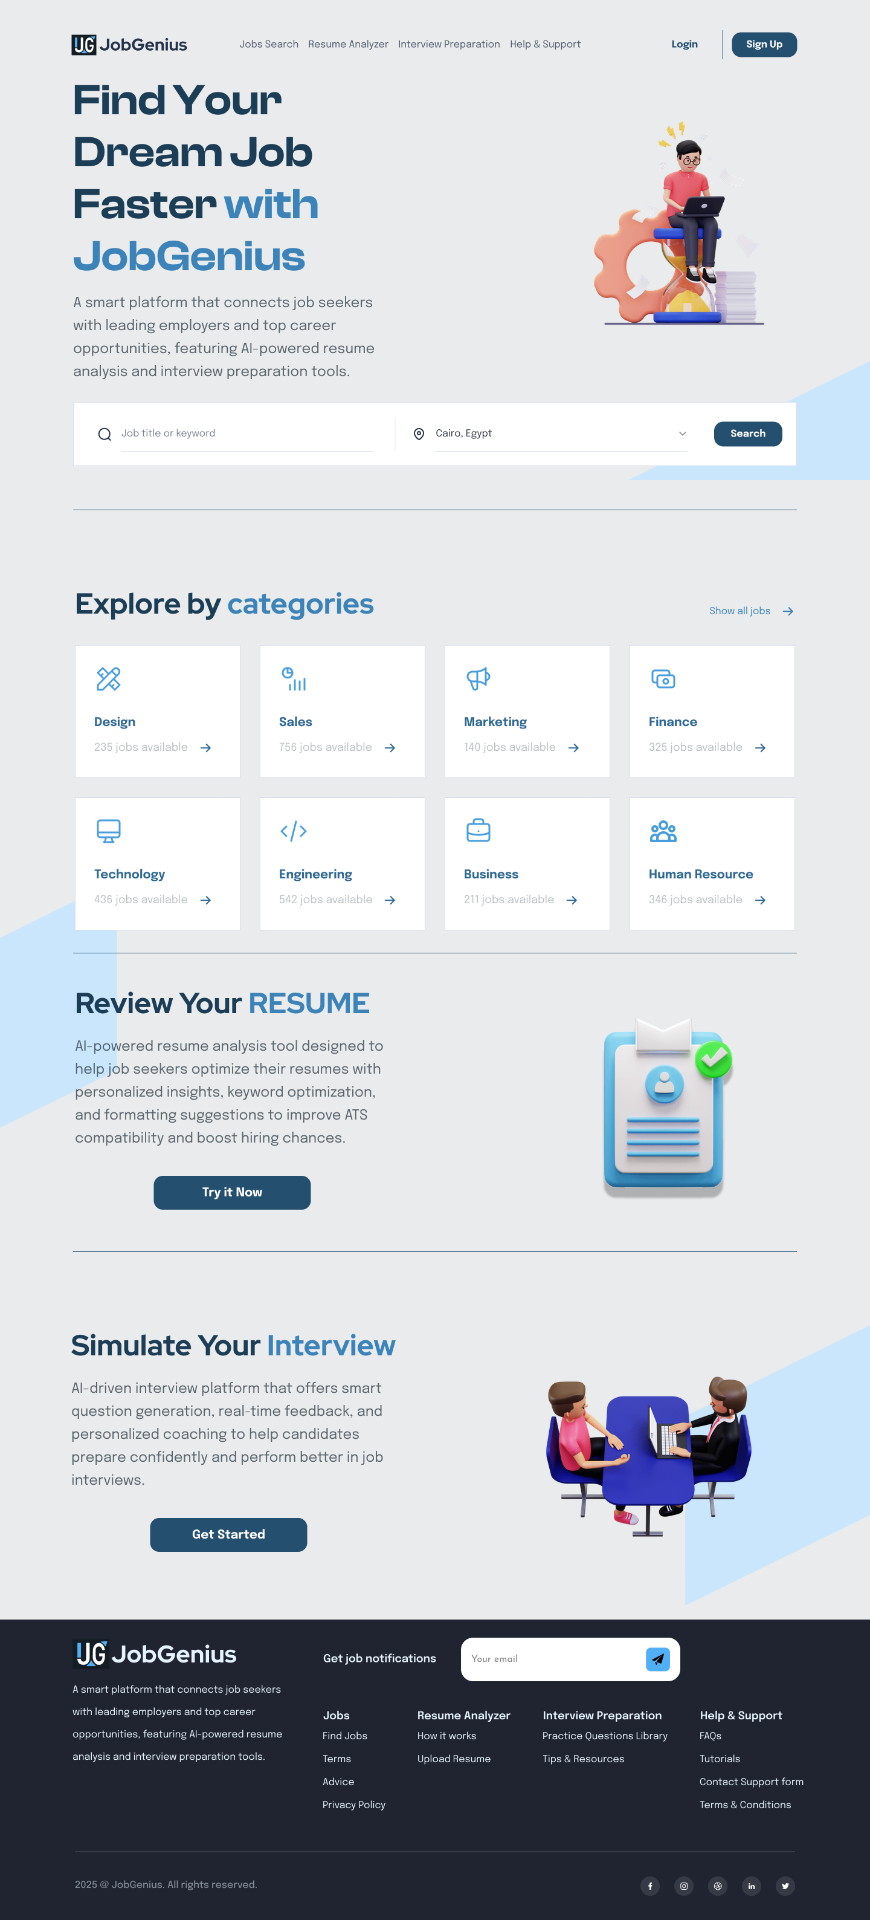 JG JobGenius
Jobs Search Resume Analyzer Interview Preparation Help & Support
Login
Sign Up
Find Your
Dream Job
Faster with
JobGenius
A smart platform that connects job seekers
with leading employers and top career
opportunities, featuring AI-powered resume
analysis and interview preparation tools.
Job title or keyword
Cairo, Egypt
Search
Explore by categories
Show all jobs
Design
235 jobs available
Sales
756 jobs available
Marketing
140 jobs available
Finance
325 jobs available
Technology
436 jobs available
Engineering
542 jobs available
Business
211 jobs available
Human Resource
346 jobs available
Review Your RESUME
AI-powered resume analysis tool designed to
help job seekers optimize their resumes with
personalized insights, keyword optimization,
and formatting suggestions to improve ATS
compatibility and boost hiring chances.
Try it Now
Simulate Your Interview
AI-driven interview platform that offers smart
question generation, real-time feedback, and
personalized coaching to help candidates
prepare confidently and perform better in job
interviews.
Get Started
JG JobGenius
A smart platform that connects job seekers
with leading employers and top career
opportunities, featuring AI-powered resume
analysis and interview preparation tools.
Get job notifications
Your email
Jobs
Find Jobs
Terms
Advice
Privacy Policy
Resume Analyzer
How it works
Upload Resume
Interview Preparation
Practice Questions Library
Tips & Resources
Help & Support
FAQs
Tutorials
Contact Support form
Terms & Conditions
2025 @ JobGenius. All rights reserved.